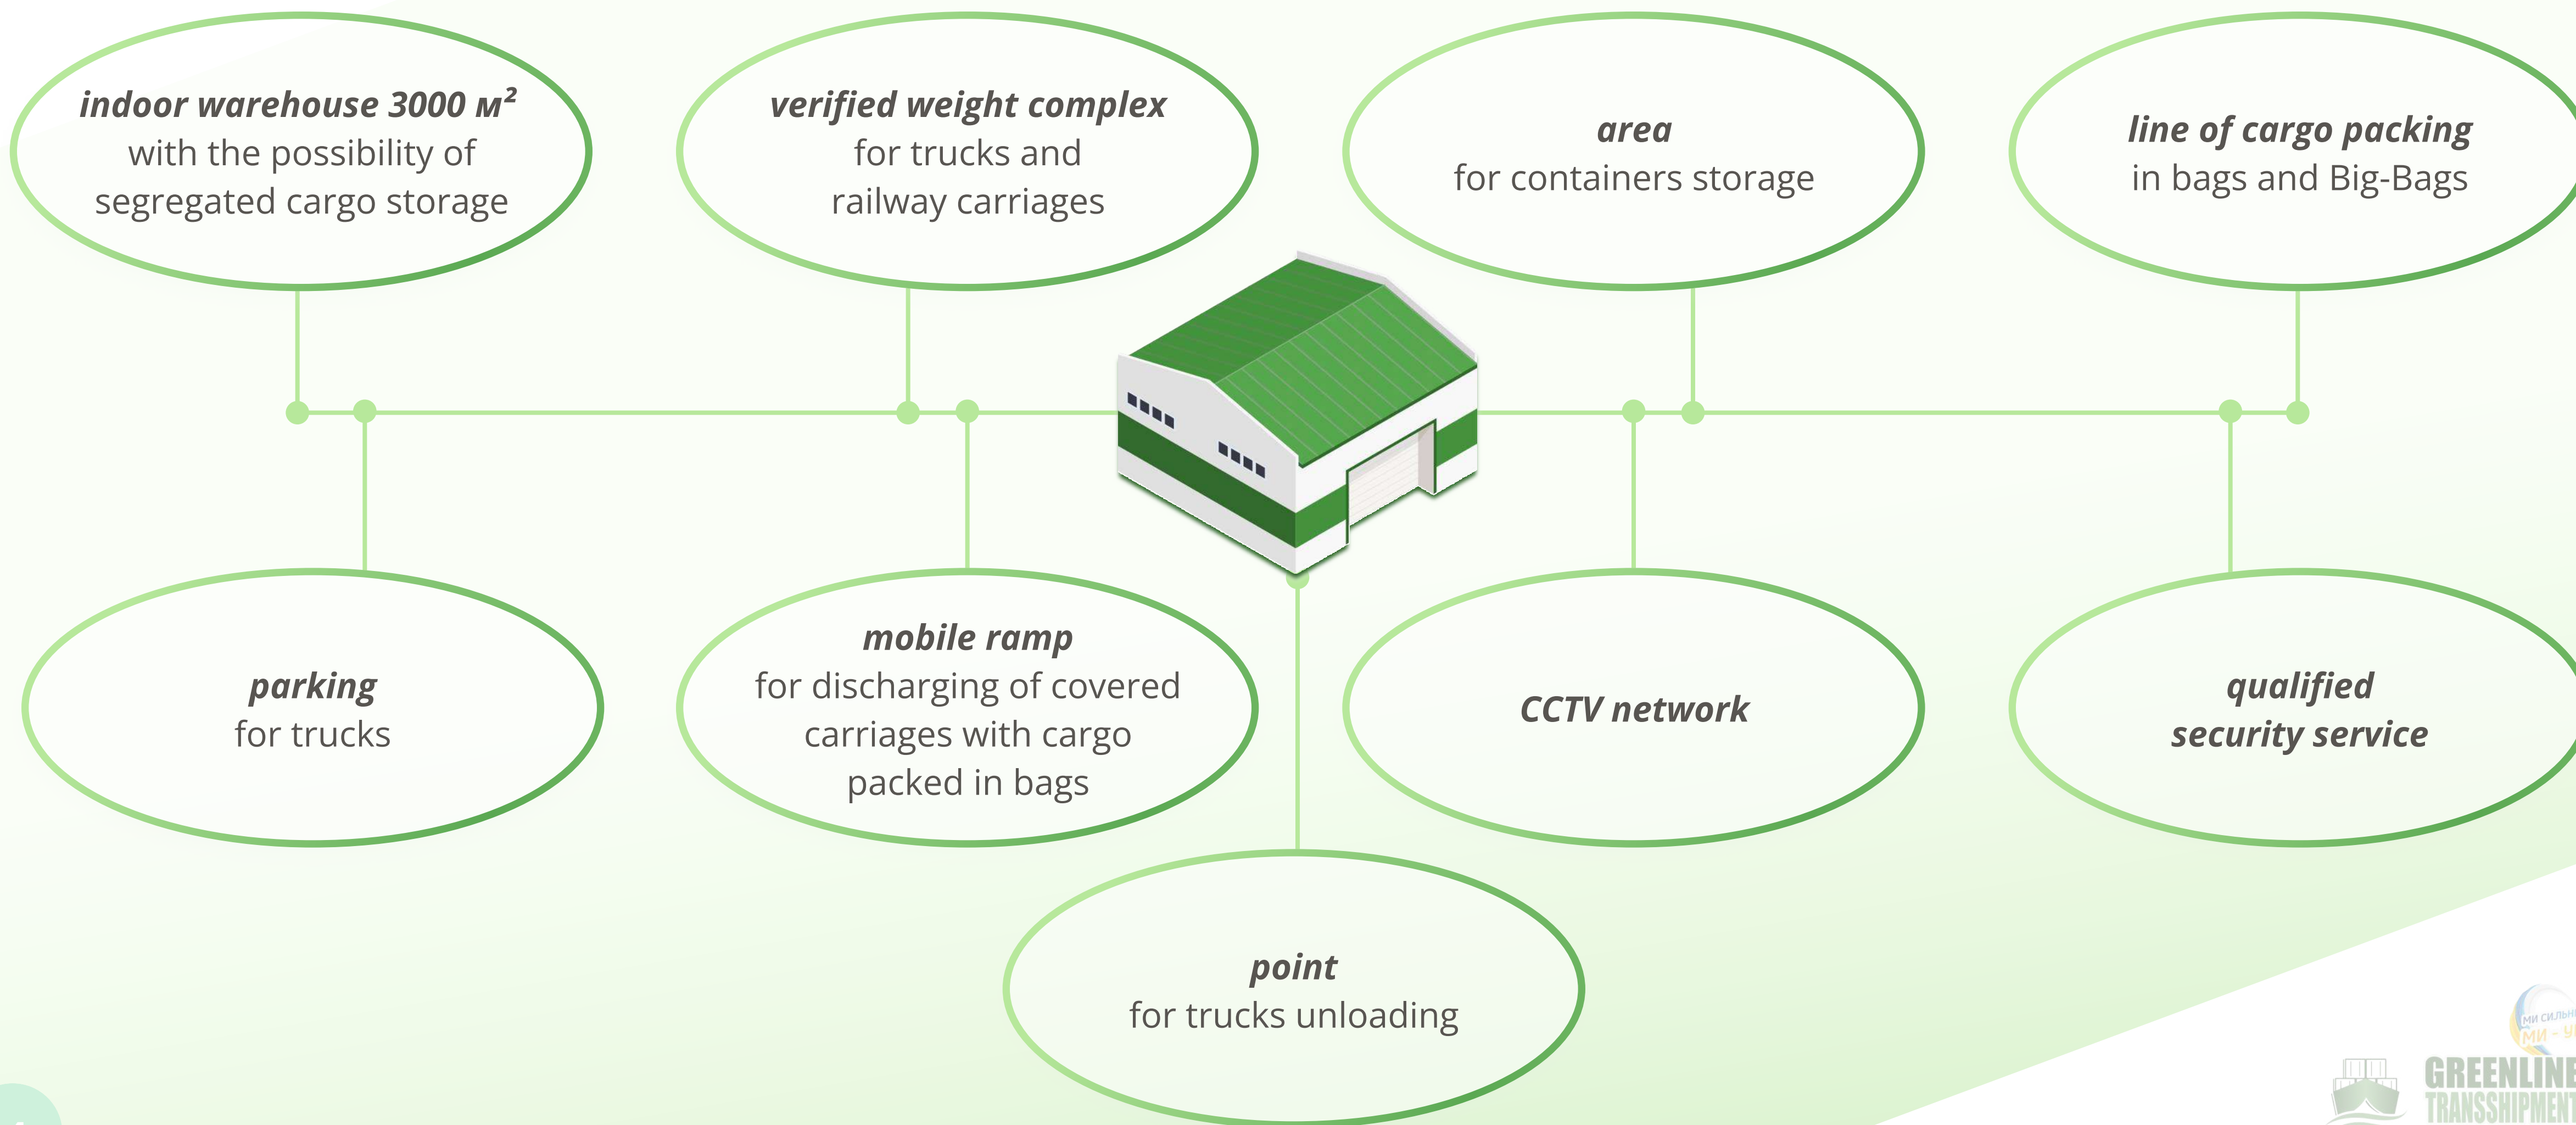 indoor warehouse 3000 м²
with the possibility of
segregated cargo storage
verified weight complex
for trucks and
railway carriages
area
for containers storage
line of cargo packing
in bags and Big-Bags
parking
for trucks
mobile ramp
for discharging of covered
carriages with cargo
packed in bags
CCTV network
qualified
security service
point
for trucks unloading
МИ СИЛЬН
МИ - У
GREENLINE
TRANSSHIPMENT